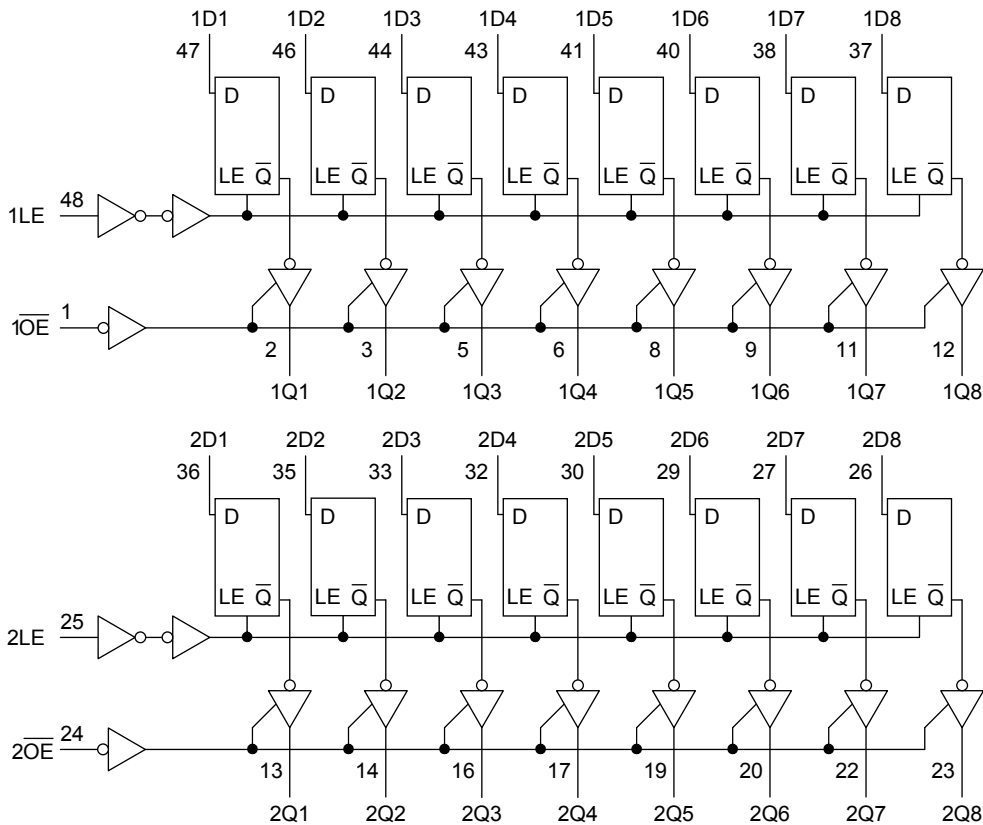 1D1 1D2 1D3 1D4 1D5 1D6 1D7 1D8
47 46 44 43 41 40 38 37
D D D D D D D D
LE Q̅ LE Q̅ LE Q̅ LE Q̅ LE Q̅ LE Q̅ LE Q̅ LE Q̅
1LE 48
1O̅E̅ 1
2 3 5 6 8 9 11 12
1Q1 1Q2 1Q3 1Q4 1Q5 1Q6 1Q7 1Q8
2D1 2D2 2D3 2D4 2D5 2D6 2D7 2D8
36 35 33 32 30 29 27 26
D D D D D D D D
LE Q̅ LE Q̅ LE Q̅ LE Q̅ LE Q̅ LE Q̅ LE Q̅ LE Q̅
2LE 25
2O̅E̅ 24
13 14 16 17 19 20 22 23
2Q1 2Q2 2Q3 2Q4 2Q5 2Q6 2Q7 2Q8